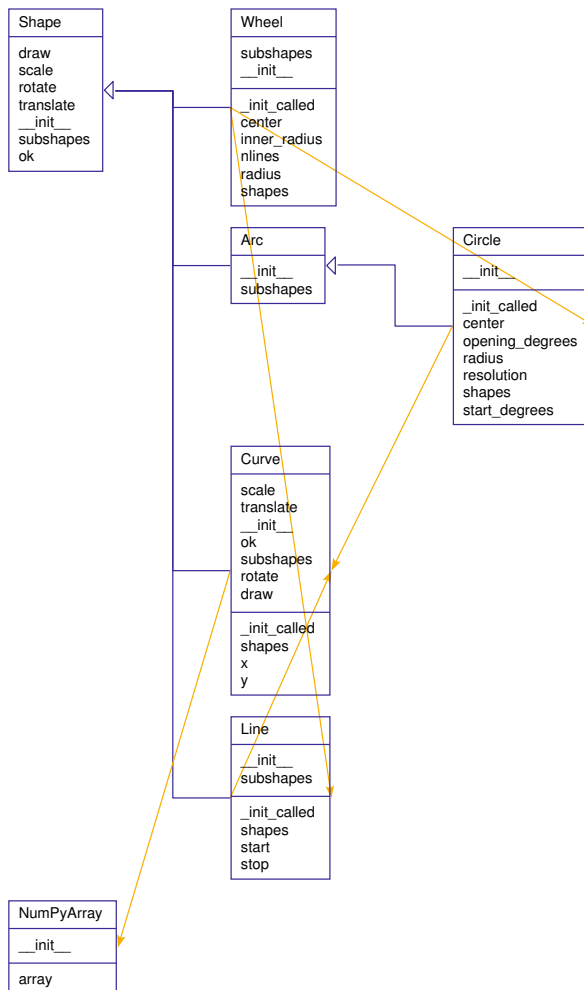 Shape
draw
scale
rotate
translate
__init__
subshapes
ok
Wheel
subshapes
__init__
_init_called
center
inner_radius
nlines
radius
shapes
Arc
__init__
subshapes
Circle
__init__
_init_called
center
opening_degrees
radius
resolution
shapes
start_degrees
Curve
scale
translate
__init__
ok
subshapes
rotate
draw
_init_called
shapes
x
y
Line
__init__
subshapes
_init_called
shapes
start
stop
NumPyArray
__init__
array